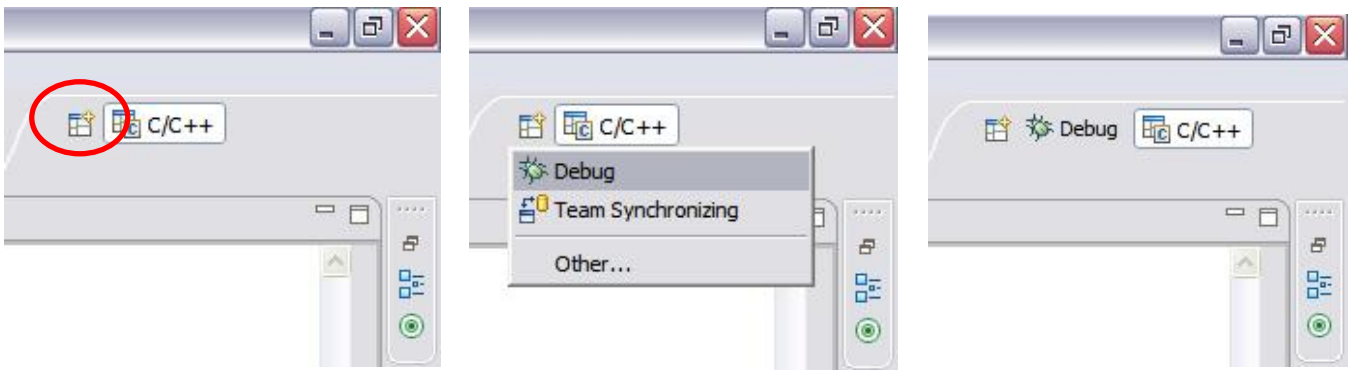 C/C++
C/C++
Debug
Team Synchronizing
Other...
Debug C/C++